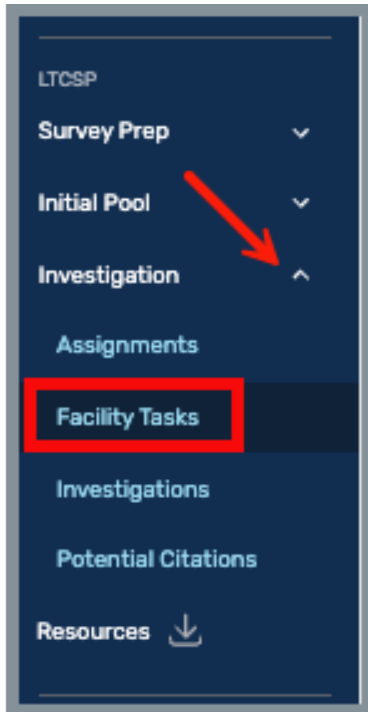 LTCSP
Survey Prep
Initial Pool
Investigation
Assignments
Facility Tasks
Investigations
Potential Citations
Resources